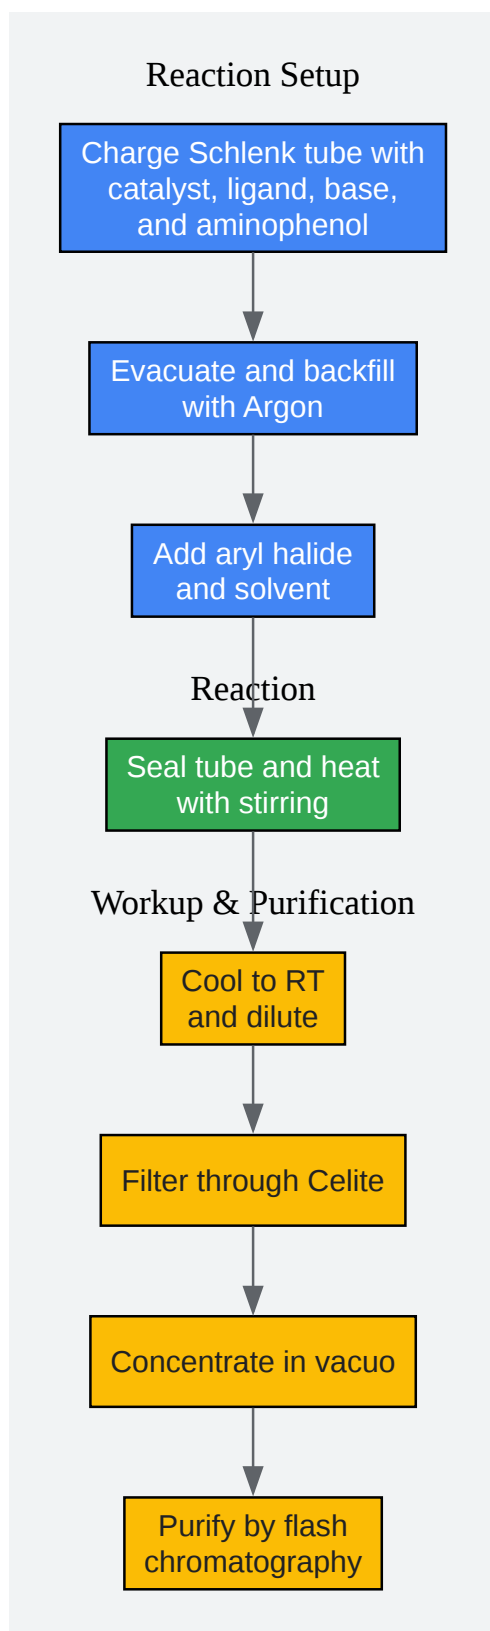 Reaction Setup
Charge Schlenk tube with
catalyst, ligand, base,
and aminophenol
Evacuate and backfill
with Argon
Add aryl halide
and solvent
Reaction
Seal tube and heat
with stirring
Workup & Purification
Cool to RT
and dilute
Filter through Celite
Concentrate in vacuo
Purify by flash
chromatography